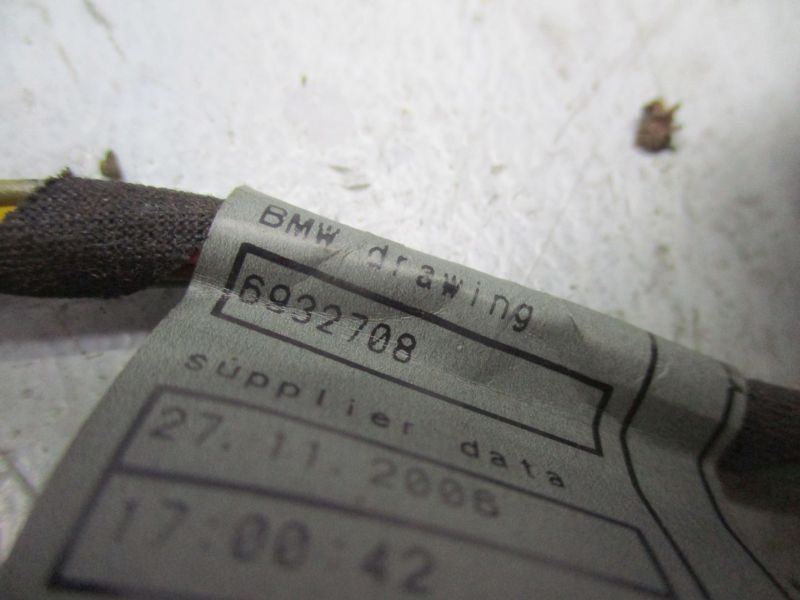 BMW drawing
6932708
supplier data
27.11.2006
17:00:42